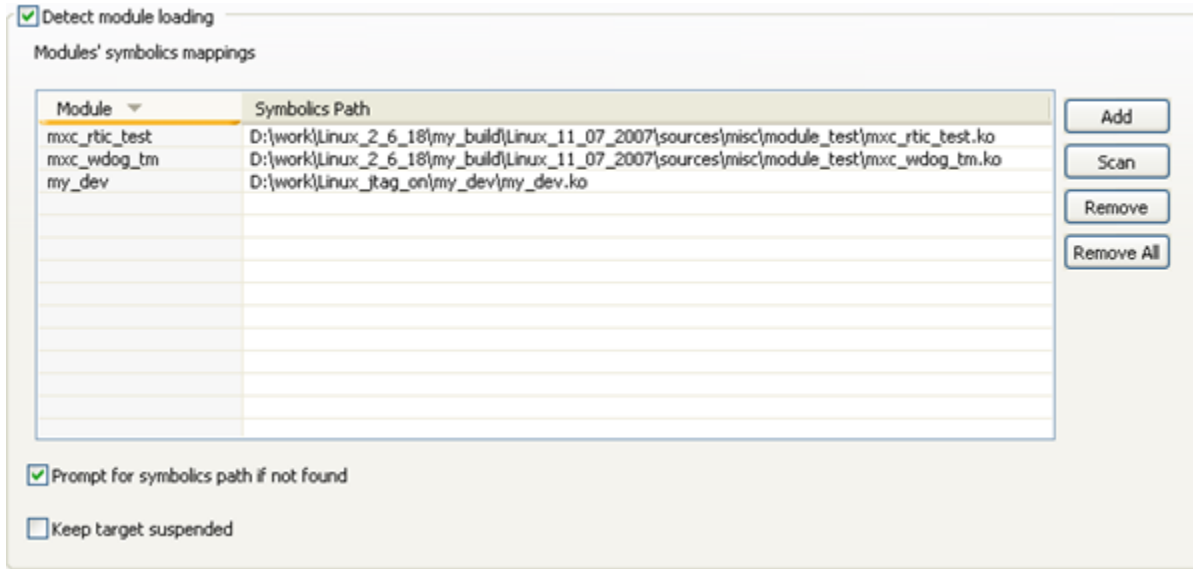 Detect module loading
Modules' symbolics mappings
Module Symbolics Path
mxc_rtic_test D:\work\Linux_2_6_18\my_build\Linux_11_07_2007\sources\misc\module_test\mxc_rtic_test.ko
mxc_wdog_tm D:\work\Linux_2_6_18\my_build\Linux_11_07_2007\sources\misc\module_test\mxc_wdog_tm.ko
my_dev D:\work\Linux_jtag_on\my_dev\my_dev.ko
Add
Scan
Remove
Remove All
Prompt for symbolics path if not found
Keep target suspended